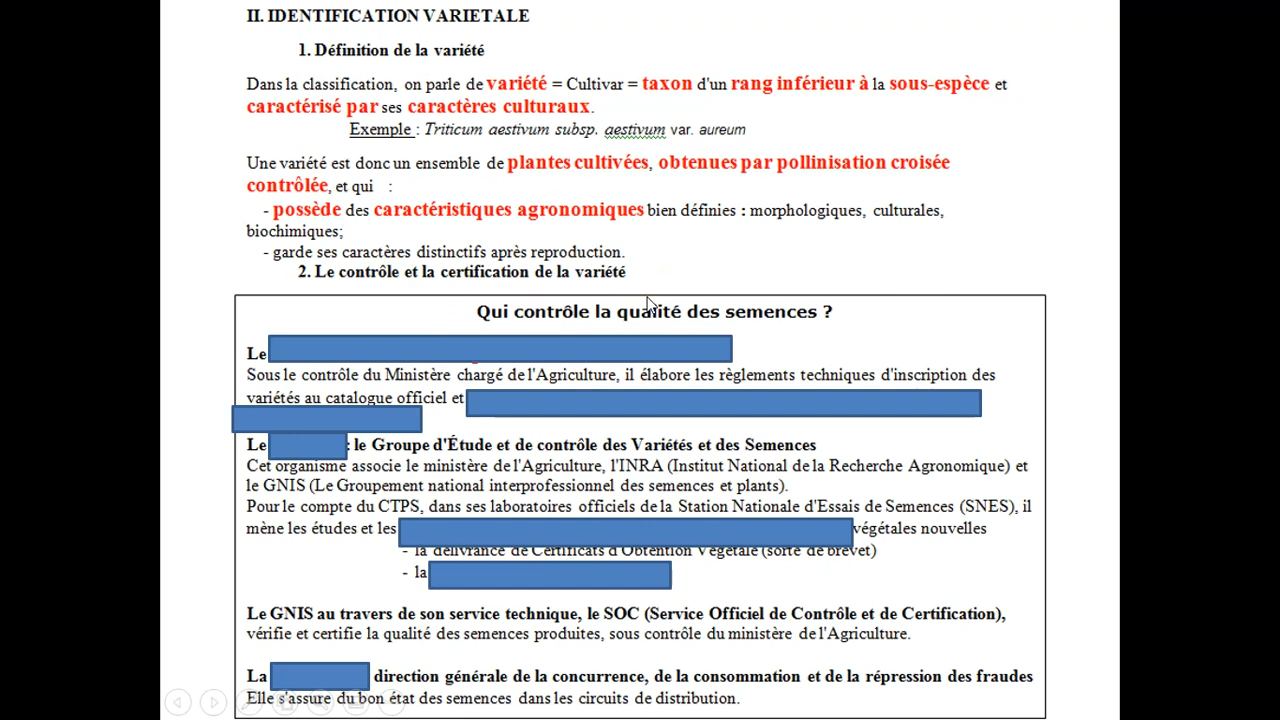 II. IDENTIFICATION VARIETALE
1. Définition de la variété
Dans la classification, on parle de variété = Cultivar = taxon d'un rang inférieur à la sous-espèce et
caractérisé par ses caractères culturaux.
Exemple : Triticum aestivum subsp. aestivum var. aureum
Une variété est donc un ensemble de plantes cultivées, obtenues par pollinisation croisée
contrôlée, et qui :
- possède des caractéristiques agronomiques bien définies : morphologiques, culturales,
biochimiques;
- garde ses caractères distinctifs après reproduction.
2. Le contrôle et la certification de la variété
Qui contrôle la qualité des semences ?
Le
Sous le contrôle du Ministère chargé de l'Agriculture, il élabore les règlements techniques d'inscription des
variétés au catalogue officiel et
Le : le Groupe d'Étude et de contrôle des Variétés et des Semences
Cet organisme associe le ministère de l'Agriculture, l'INRA (Institut National de la Recherche Agronomique) et
le GNIS (Le Groupement national interprofessionnel des semences et plants).
Pour le compte du CTPS, dans ses laboratoires officiels de la Station Nationale d'Essais de Semences (SNES), il
mène les études et les végétales nouvelles
- la délivrance de Certificats d'Obtention Végétale (sorte de brevet)
- la
Le GNIS au travers de son service technique, le SOC (Service Officiel de Contrôle et de Certification),
vérifie et certifie la qualité des semences produites, sous contrôle du ministère de l'Agriculture.
La direction générale de la concurrence, de la consommation et de la répression des fraudes
Elle s'assure du bon état des semences dans les circuits de distribution.